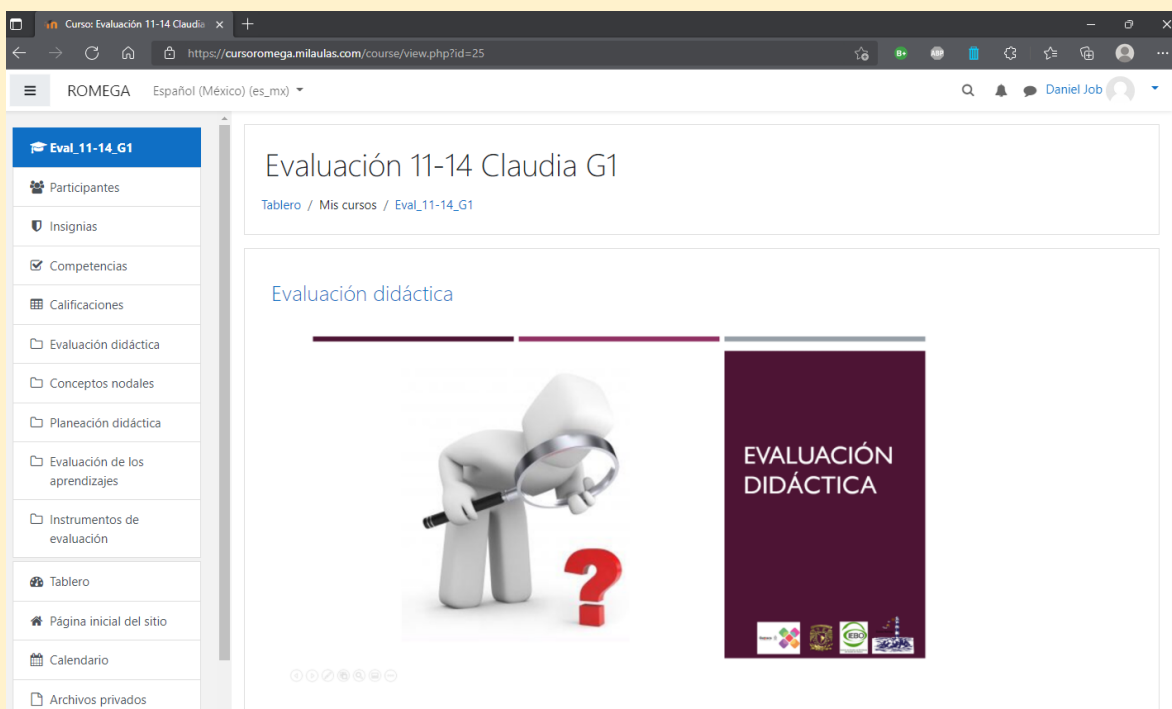 Curso: Evaluación 11-14 Claudia
https://cursoromega.milaulas.com/course/view.php?id=25
B+
ABP
ROMEGA
Español (México) (es_mx)
Daniel Job
Eval_11-14_G1
Participantes
Insignias
Competencias
Calificaciones
Evaluación didáctica
Conceptos nodales
Planeación didáctica
Evaluación de los
aprendizajes
Instrumentos de
evaluación
Tablero
Página inicial del sitio
Calendario
Archivos privados
Evaluación 11-14 Claudia G1
Tablero / Mis cursos / Eval_11-14_G1
Evaluación didáctica
?
EVALUACIÓN
DIDÁCTICA
EBO